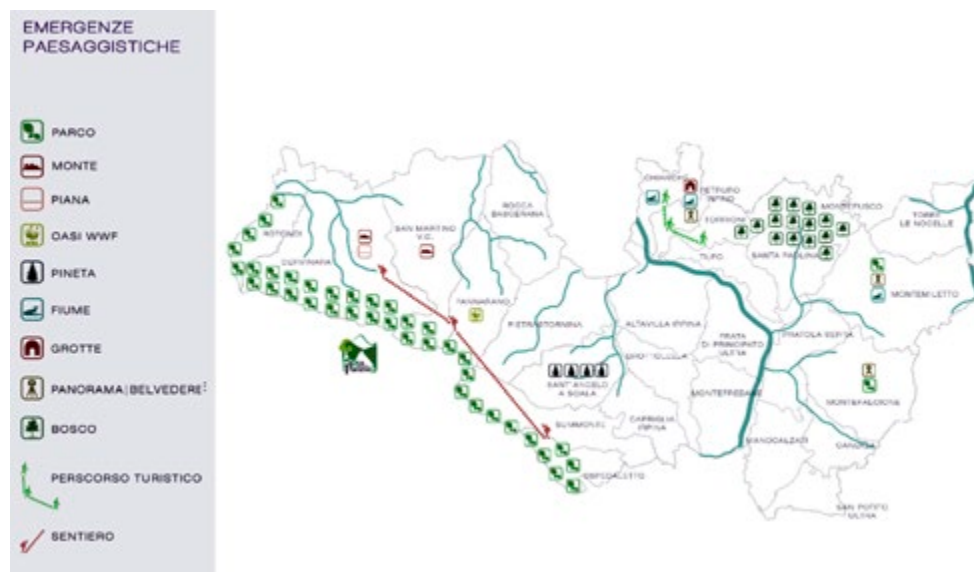 EMERGENZE
PAESAGGISTICHE
PARCO
MONTE
PIANA
OASI WWF
PINETA
FIUME
GROTTE
PANORAMA|BELVEDERE
BOSCO
PERSCORSO TURISTICO
SENTIERO
ROTONDI
CERVINARA
SAN MARTINO
V.C.
ROCCA
BASCERANA
PANNARANO
PIETRASTORNINA
ALTAVILLA IRPINA
GROTTOLELLA
SANT'ANGELO
A SCALA
SUMMONTE
OSPEDALETTO
CAPRIGLIA
IRPINA
MONTEFREDANE
PRATA
DI PRINCIPATO
ULTRA
TUFO
TORRIONI
PETRURO
IRPINO
SANTA PAOLINA
MONTEFUSCO
TORRE
LE NOCELLE
MONTEMILETTO
PRATOLA SERRA
MONTEFALCIONE
MANOCALZATI
CANDIDA
SAN POTITO
ULTRA